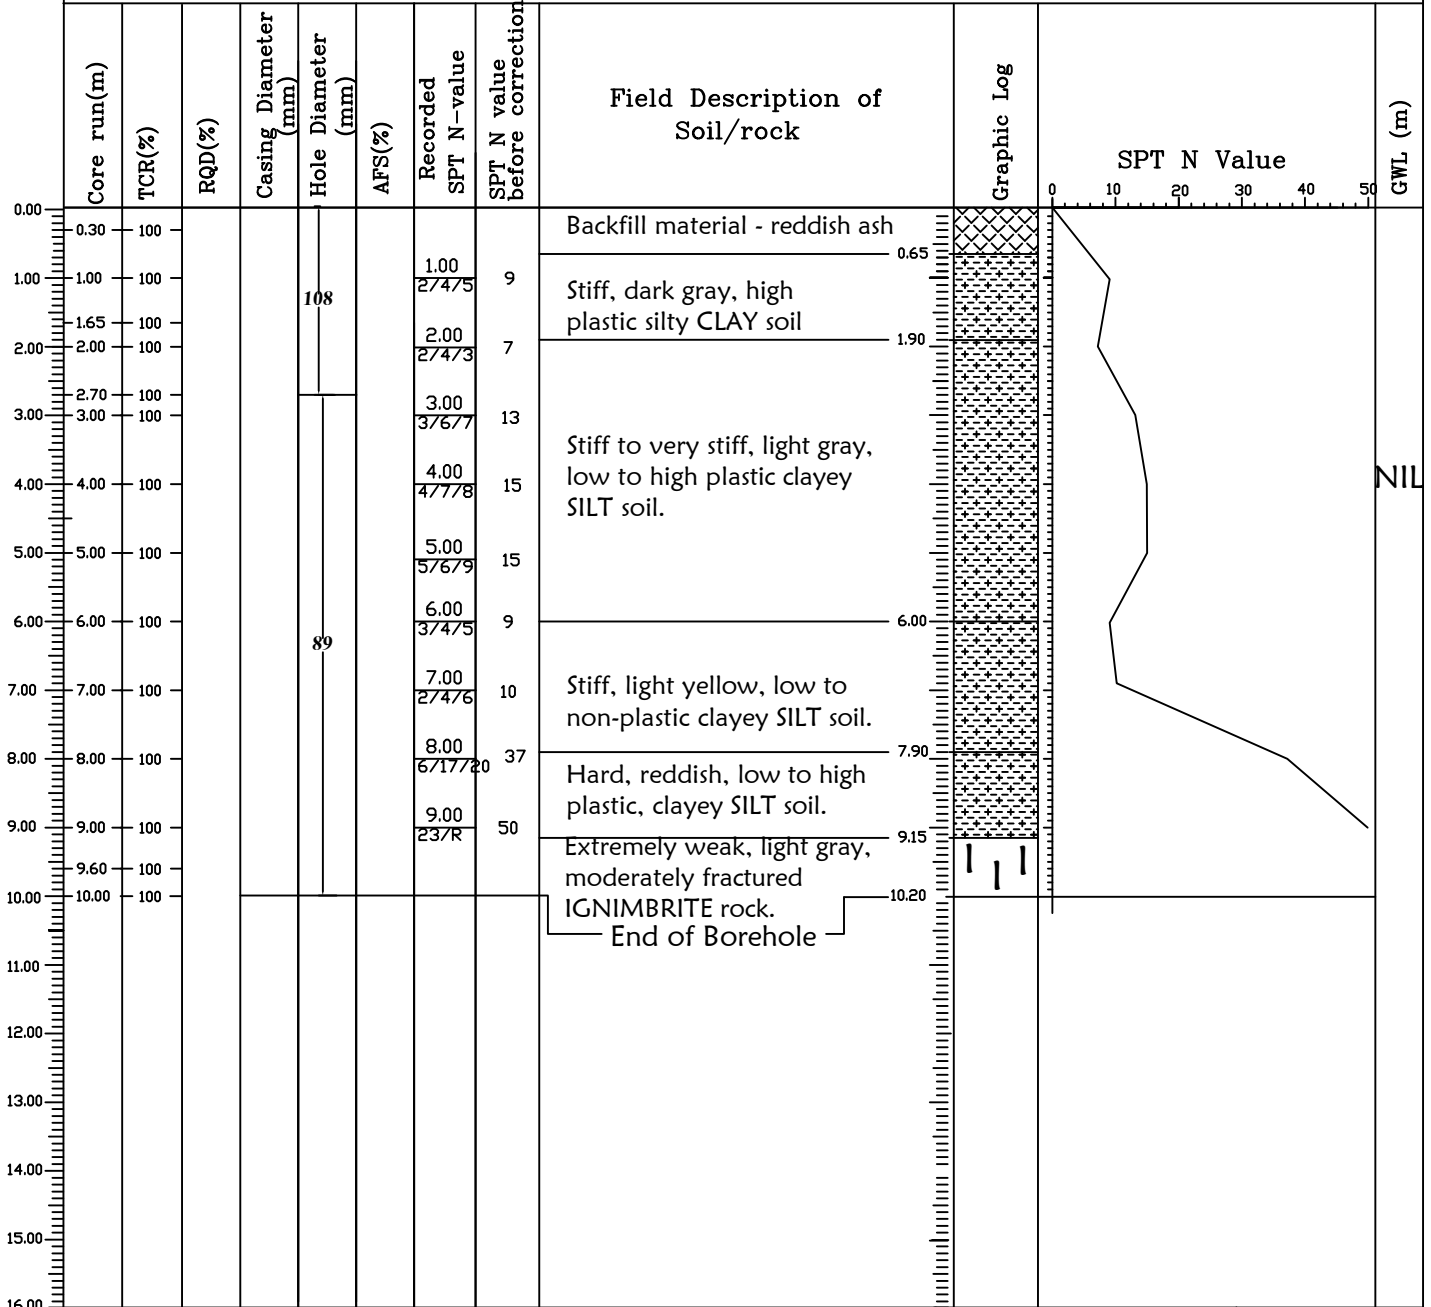 Core run(m)
TCR(%)
RQD(%)
Casing Diameter
(mm)
Hole Diameter
(mm)
AFS(%)
Recorded
SPT N-value
SPT N value
before correction
Field Description of
Soil/rock
Graphic Log
SPT N Value
0 10 20 30 40 50
GWL (m)
0.00
0.30 100
Backfill material - reddish ash
0.65
1.00
1.00 1.00 100
2/4/5
9
108
Stiff, dark gray, high
plastic silty CLAY soil
1.65 100
2.00
1.90
2.00 2.00 100
2/4/3
7
2.70 100
3.00
3.00 3.00 100
3/6/7
13
Stiff to very stiff, light gray,
low to high plastic clayey
SILT soil.
4.00
4.00 4.00 100
4/7/8
15
NIL
5.00
5.00 5.00 100
5/6/9
15
6.00
6.00 6.00 100
3/4/5
9
6.00
89
7.00
7.00 7.00 100
2/4/6
10
Stiff, light yellow, low to
non-plastic clayey SILT soil.
8.00
7.90
8.00 8.00 100
6/17/20
37
Hard, reddish, low to high
plastic, clayey SILT soil.
9.00
9.00 9.00 100
23/R
50
9.15
Extremely weak, light gray,
moderately fractured
IGNIMBRITE rock.
9.60 100
10.00 10.00 100
10.20
End of Borehole
11.00
12.00
13.00
14.00
15.00
16.00